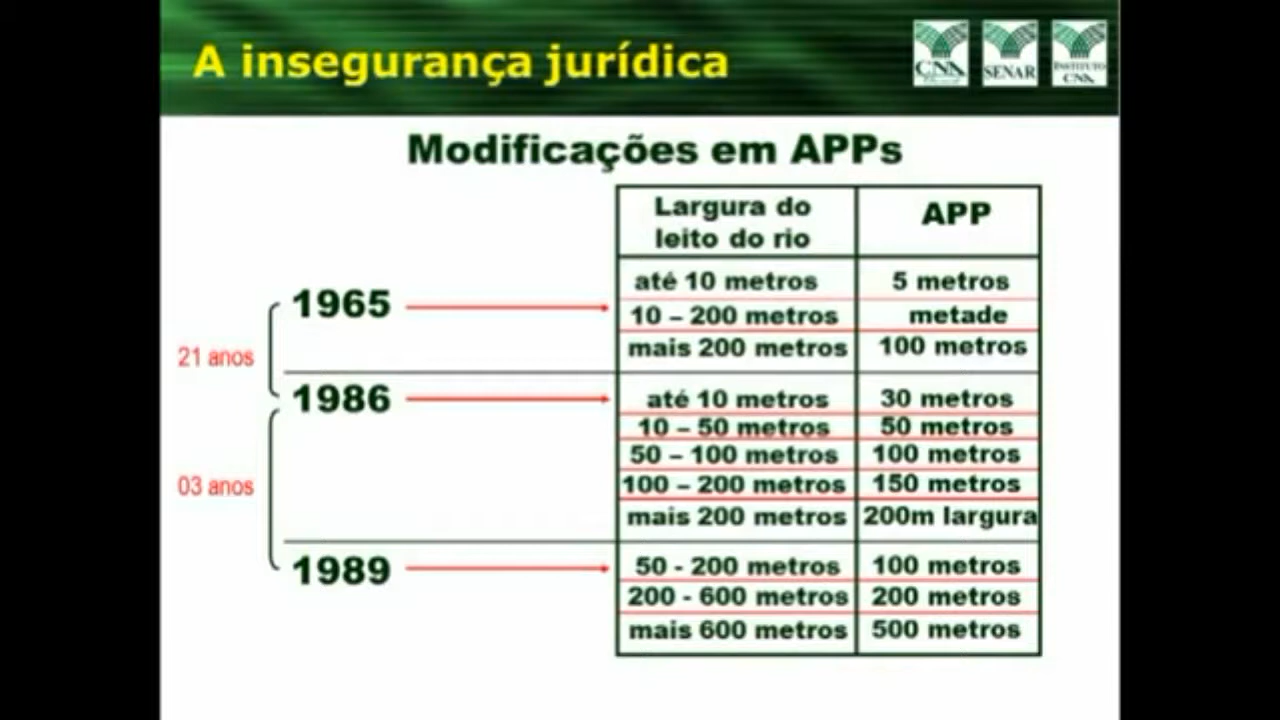 A insegurança jurídica
CNA
SENAR
INSTITUTO
CNA
Modificações em APPs
Largura do
leito do rio
APP
1965
até 10 metros 5 metros
10 – 200 metros metade
mais 200 metros 100 metros
21 anos
1986
até 10 metros 30 metros
10 – 50 metros 50 metros
50 – 100 metros 100 metros
100 – 200 metros 150 metros
mais 200 metros 200m largura
03 anos
1989
50 - 200 metros 100 metros
200 - 600 metros 200 metros
mais 600 metros 500 metros